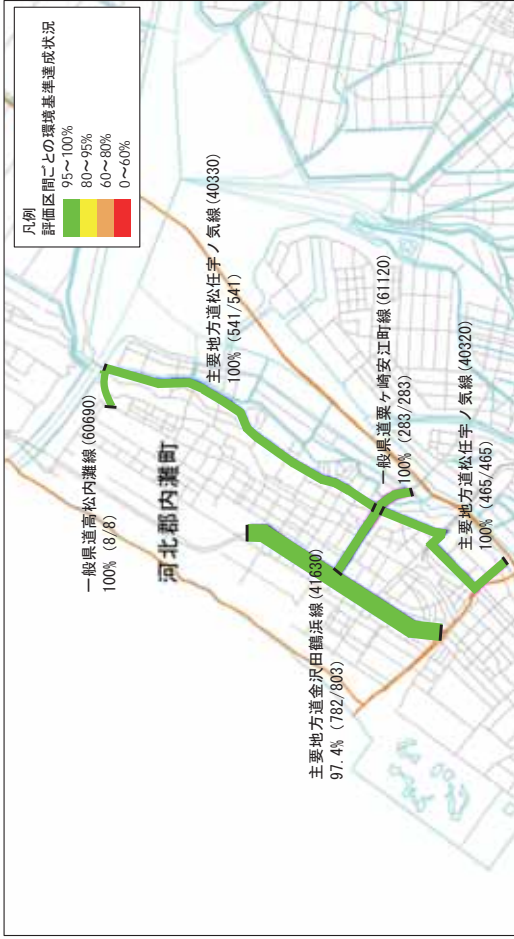 凡例
評価区間ごとの環境基準達成状況
95～100%
80～95%
60～80%
0～60%
一般県道高松内灘線(60690)
100% (8/8)
主要地方道松任宇ノ気線(40330)
100% (541/541)
河北郡内灘町
主要地方道金沢田鶴浜線(41630)
97.4% (782/803)
一般県道粟ヶ崎安江町線(61120)
100% (283/283)
主要地方道松任宇ノ気線(40320)
100% (465/465)